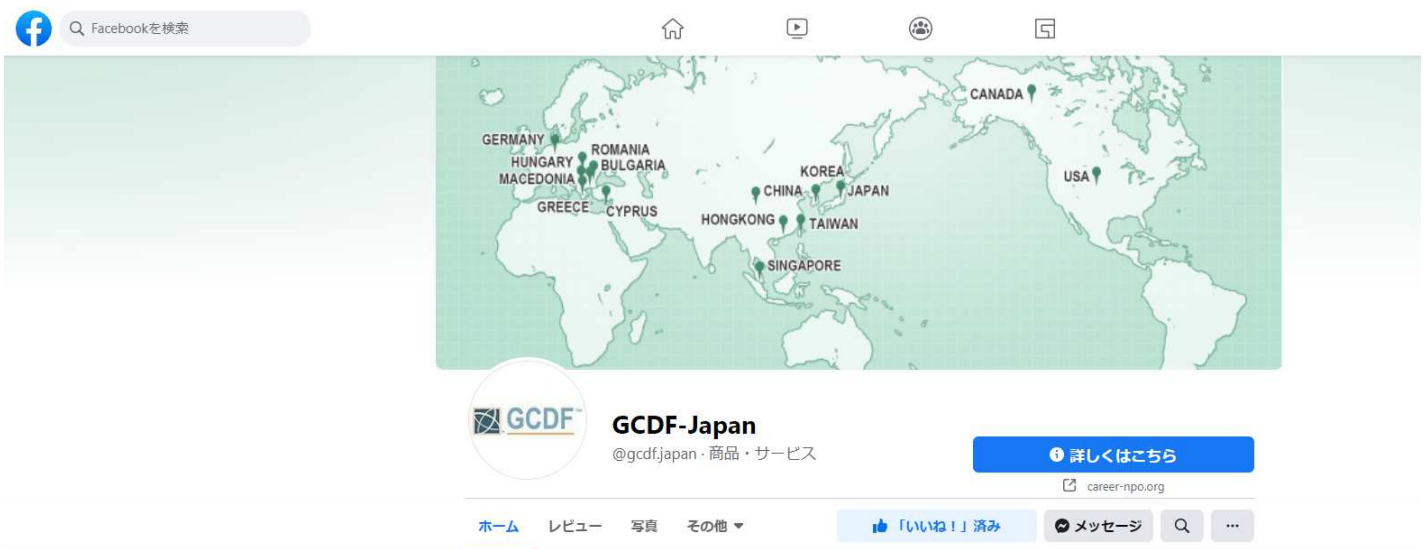 Facebookを検索
CANADA
GERMANY
ROMANIA
HUNGARY
BULGARIA
MACEDONIA
KOREA
USA
CHINA
JAPAN
GREECE
CYPRUS
HONGKONG
TAIWAN
SINGAPORE
GCDF™
GCDF-Japan
@gcdf.japan · 商品・サービス
詳しくはこちら
career-npo.org
ホーム レビュー 写真 その他 「いいね！」済み メッセージ